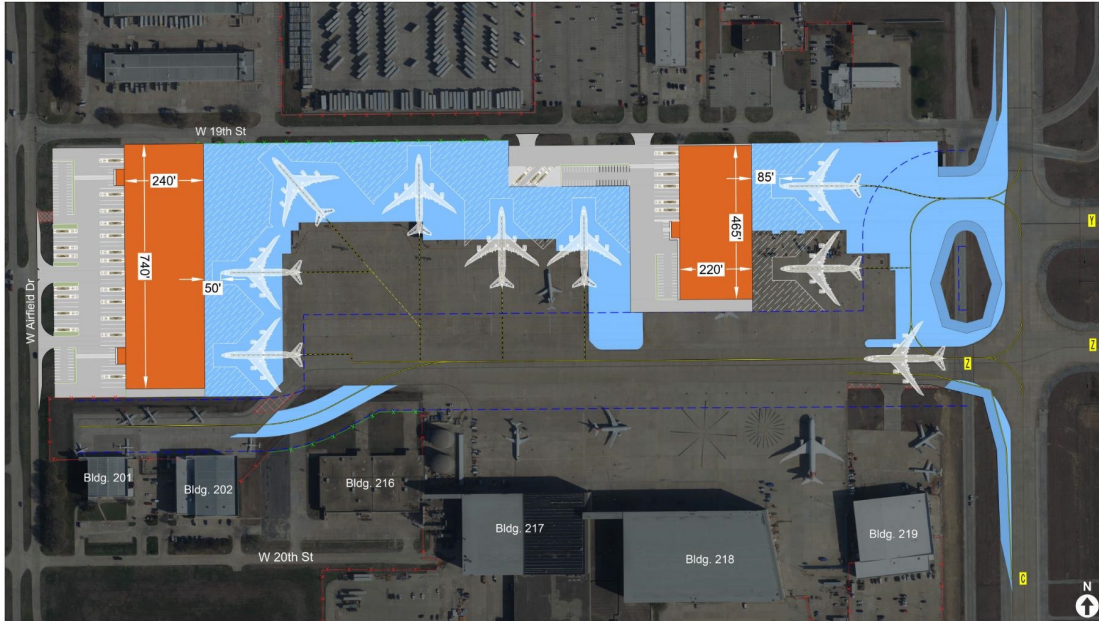 W 19th St
240'
740'
50'
85'
465'
220'
W Airfield Dr
Y
Z
Z
Bldg. 201
Bldg. 202
Bldg. 216
Bldg. 217
Bldg. 218
Bldg. 219
W 20th St
C
N